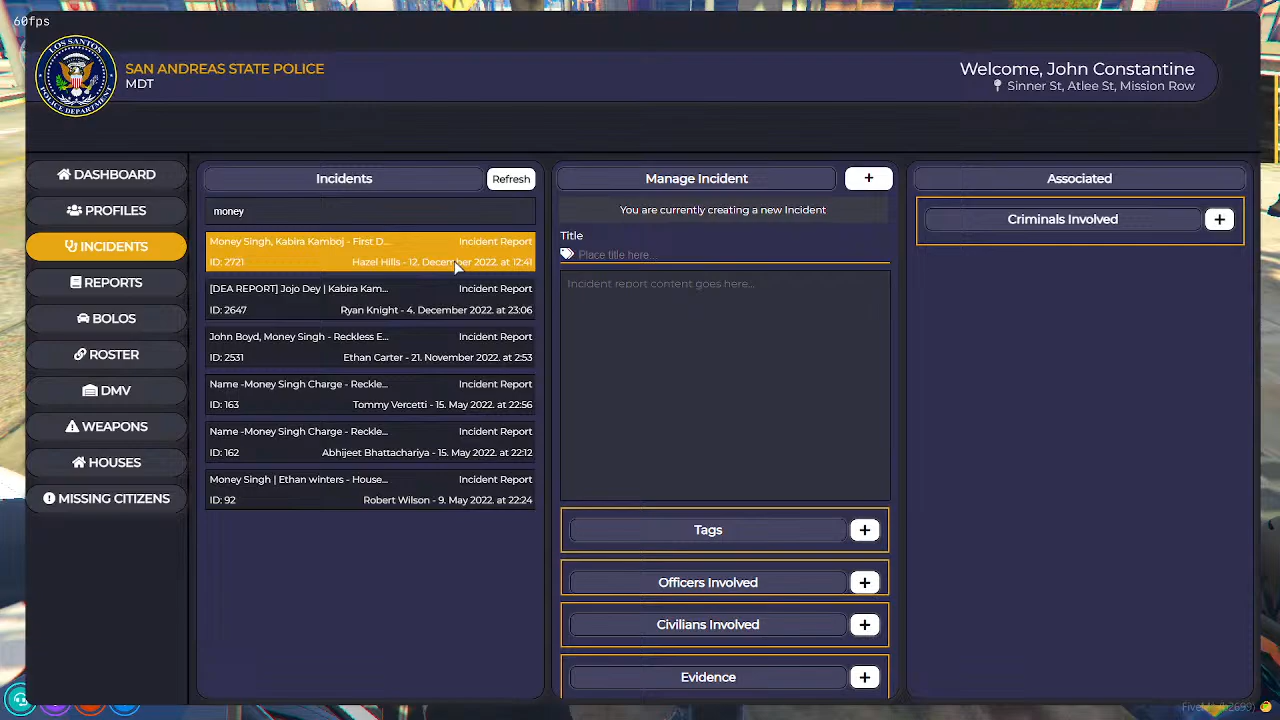 60fps
LOS SANTOS
POLICE DEPARTMENT
SAN ANDREAS STATE POLICE
MDT
Welcome, John Constantine
Sinner St, Atlee St, Mission Row
DASHBOARD
PROFILES
INCIDENTS
REPORTS
BOLOS
ROSTER
DMV
WEAPONS
HOUSES
MISSING CITIZENS
Incidents
Refresh
money
Money Singh, Kabira Kamboj - First D... Incident Report
ID: 2721 Hazel Hills - 12. December 2022. at 12:41
[DEA REPORT] Jojo Dey | Kabira Kam... Incident Report
ID: 2647 Ryan Knight - 4. December 2022. at 23:06
John Boyd, Money Singh - Reckless E... Incident Report
ID: 2531 Ethan Carter - 21. November 2022. at 2:53
Name -Money Singh Charge - Reckle... Incident Report
ID: 163 Tommy Vercetti - 15. May 2022. at 22:56
Name -Money Singh Charge - Reckle... Incident Report
ID: 162 Abhijeet Bhattachariya - 15. May 2022. at 22:12
Money Singh | Ethan winters - House... Incident Report
ID: 92 Robert Wilson - 9. May 2022. at 22:24
Manage Incident +
You are currently creating a new Incident
Title
Place title here...
Incident report content goes here...
Tags +
Officers Involved +
Civilians Involved +
Evidence +
Associated
Criminals Involved +